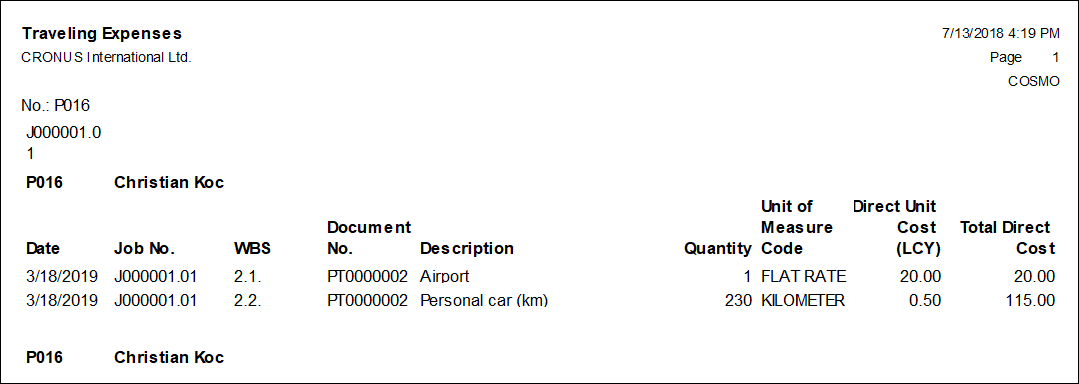 Traveling Expenses 7/13/2018 4:19 PM
CRONUS International Ltd. Page 1
COSMO
No.: P016
J000001.0
1
P016 Christian Koc
Unit of Direct Unit
Document Measure Cost Total Direct
Date Job No. WBS No. Description Quantity Code (LCY) Cost
3/18/2019 J000001.01 2.1. PT0000002 Airport 1 FLAT RATE 20.00 20.00
3/18/2019 J000001.01 2.2. PT0000002 Personal car (km) 230 KILOMETER 0.50 115.00
P016 Christian Koc